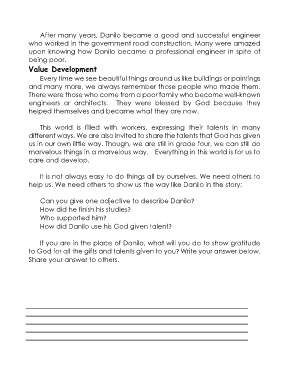 After many years, Danilo became a good and successful engineer
who worked in the government road construction. Many were amazed
upon knowing how Danilo became a professional engineer in spite of
being poor.
Value Development
Every time we see beautiful things around us like buildings or paintings
and many more, we always remember those people who made them.
There were those who come from a poor family who became well-known
engineers or architects. They were blessed by God because they
helped themselves and became what they are now.
This world is filled with workers, expressing their talents in many
different ways. We are also invited to share the talents that God has given
us in our own little way. Though, we are still in grade four, we can still do
marvelous things in a marvelous way. Everything in this world is for us to
care and develop.
It is not always easy to do things all by ourselves. We need others to
help us. We need others to show us the way like Danilo in the story;
Can you give one adjective to describe Danilo?
How did he finish his studies?
Who supported him?
How did Danilo use his God given talent?
If you are in the place of Danilo, what will you do to show gratitude
to God for all the gifts and talents given to you? Write your answer below.
Share your answer to others.